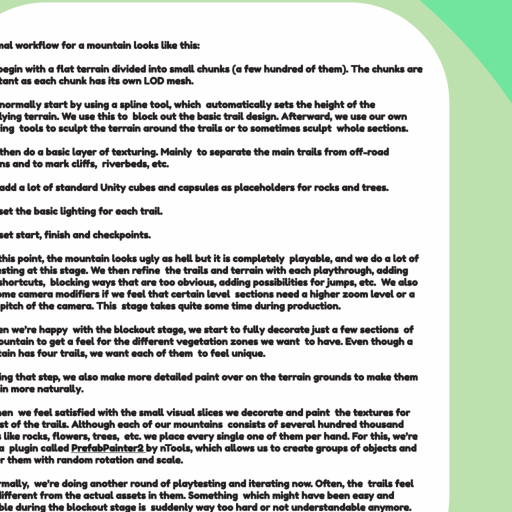 workflow for a mountain looks like this:
begin with a flat terrain divided into small chunks (a few hundred of them). The chunks are
as each chunk has its own LOD mesh.
normally start by using a spline tool, which automatically sets the height of the
terrain. We use this to block out the basic trail design. Afterward, we use our own
tools to sculpt the terrain around the trails or to sometimes sculpt whole sections.
then do a basic layer of texturing. Mainly to separate the main trails from off-road
and to mark cliffs, riverbeds, etc.
add a lot of standard Unity cubes and capsules as placeholders for rocks and trees.
set the basic lighting for each trail.
set start, finish and checkpoints.
this point, the mountain looks ugly as hell but it is completely playable, and we do a lot of
at this stage. We then refine the trails and terrain with each playthrough, adding
shortcuts, blocking ways that are too obvious, adding possibilities for jumps, etc. We also
camera modifiers if we feel that certain level sections need a higher zoom level or a
pitch of the camera. This stage takes quite some time during production.
we're happy with the blockout stage, we start to fully decorate just a few sections of
to get a feel for the different vegetation zones we want to have. Even though a
has four trails, we want each of them to feel unique.
that step, we also make more detailed paint over on the terrain grounds to make them
in more naturally.
we feel satisfied with the small visual slices we decorate and paint the textures for
of the trails. Although each of our mountains consists of several hundred thousand
like rocks, flowers, trees, etc. we place every single one of them per hand. For this, we're
a plugin called PrefabPainter2 by nTools, which allows us to create groups of objects and
them with random rotation and scale.
we're doing another round of playtesting and iterating now. Often, the trails feel
different from the actual assets in them. Something which might have been easy and
during the blockout stage is suddenly way too hard or not understandable anymore.